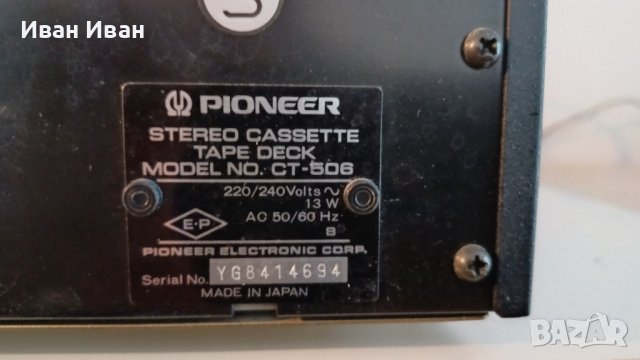 Иван Иван
PIONEER
STEREO CASSETTE
TAPE DECK
MODEL NO. CT-506
220/240Volts ~
13 W
AC 50/60 Hz
E-P
B
PIONEER ELECTRONIC CORP.
Serial No. YG8414694
MADE IN JAPAN
BAZAR